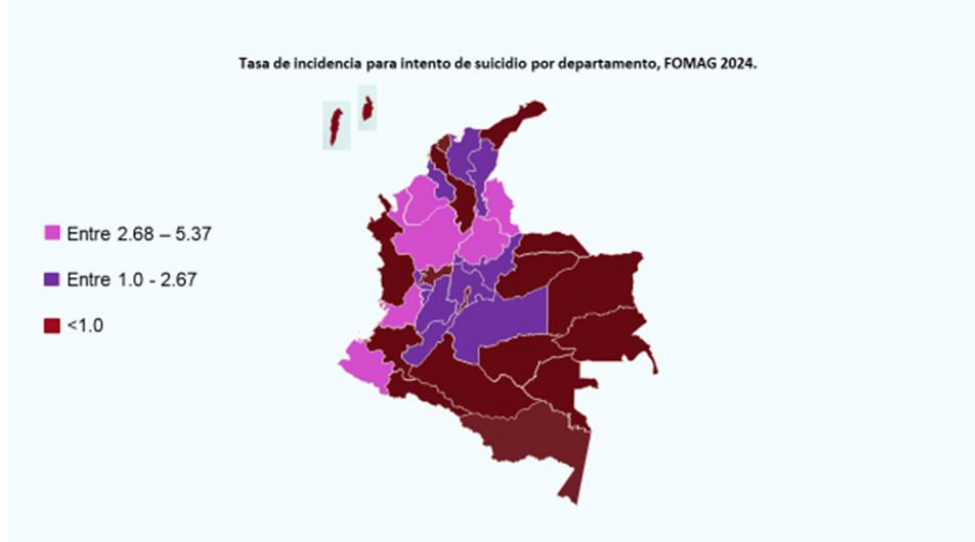 Tasa de incidencia para intento de suicidio por departamento, FOMAG 2024.
Entre 2.68 – 5.37
Entre 1.0 - 2.67
<1.0